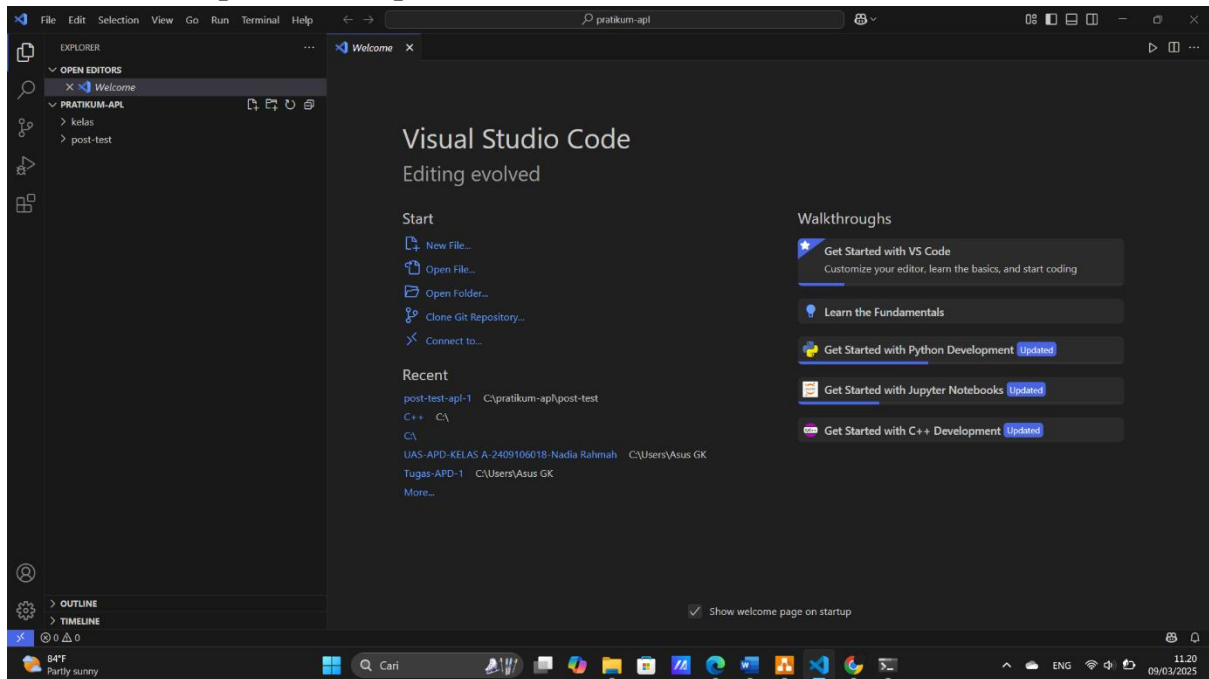 File Edit Selection View Go Run Terminal Help
pratikum-apl
EXPLORER
Welcome
OPEN EDITORS
Welcome
PRATIKUM-APL
kelas
post-test
Visual Studio Code
Editing evolved
Start
New File...
Open File...
Open Folder...
Clone Git Repository...
Connect to...
Recent
post-test-apl-1 C:\pratikum-apl\post-test
C++ C:\
C:\
UAS-APD-KELAS A-2409106018-Nadia Rahmah C:\Users\Asus GK
Tugas-APD-1 C:\Users\Asus GK
More...
Walkthroughs
Get Started with VS Code
Customize your editor, learn the basics, and start coding
Learn the Fundamentals
Get Started with Python Development Updated
Get Started with Jupyter Notebooks Updated
Get Started with C++ Development Updated
Show welcome page on startup
OUTLINE
TIMELINE
0 0
84°F
Partly sunny
Cari
ENG
11.20
09/03/2025